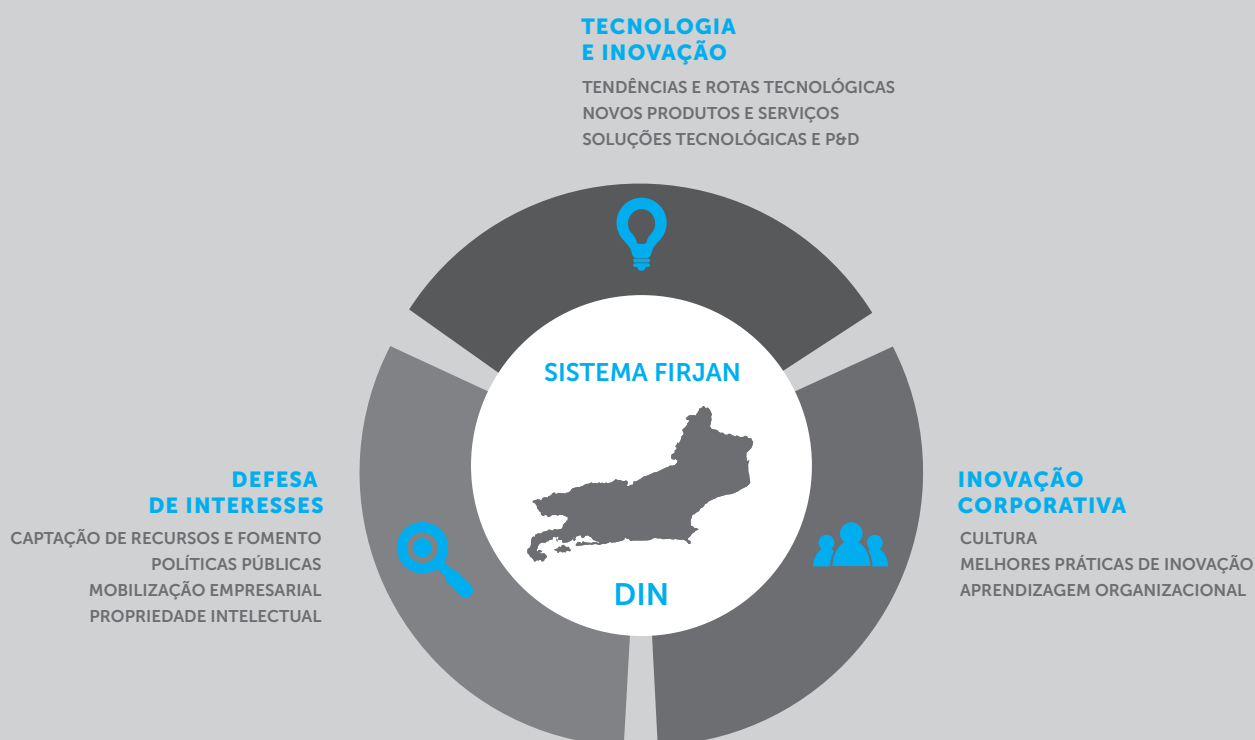 TECNOLOGIA
E INOVAÇÃO
TENDÊNCIAS E ROTAS TECNOLÓGICAS
NOVOS PRODUTOS E SERVIÇOS
SOLUÇÕES TECNOLÓGICAS E P&D
SISTEMA FIRJAN
DIN
DEFESA
DE INTERESSES
CAPTAÇÃO DE RECURSOS E FOMENTO
POLÍTICAS PÚBLICAS
MOBILIZAÇÃO EMPRESARIAL
PROPRIEDADE INTELECTUAL
INOVAÇÃO
CORPORATIVA
CULTURA
MELHORES PRÁTICAS DE INOVAÇÃO
APRENDIZAGEM ORGANIZACIONAL